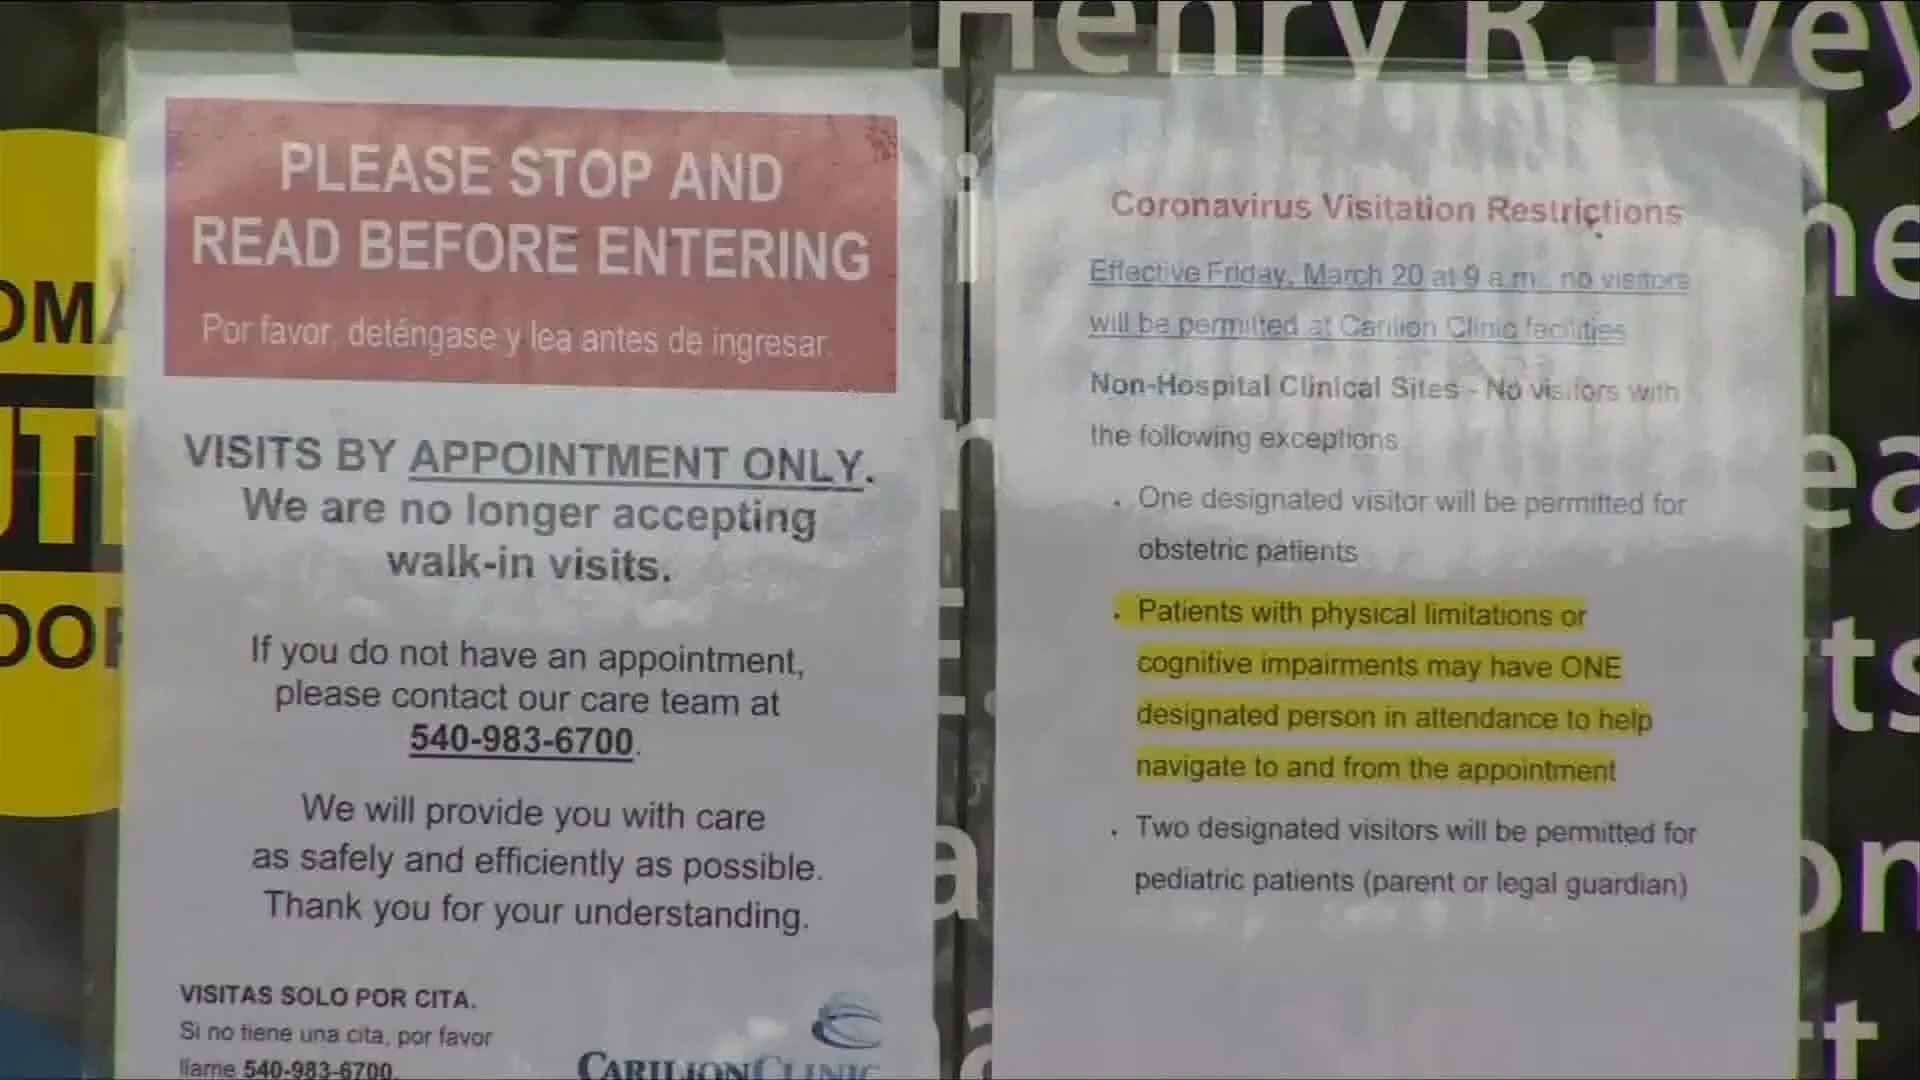 PLEASE STOP AND
READ BEFORE ENTERING
Por favor, deténgase y lea antes de ingresar.
VISITS BY APPOINTMENT ONLY.
We are no longer accepting
walk-in visits.
If you do not have an appointment,
please contact our care team at
540-983-6700.
We will provide you with care
as safely and efficiently as possible.
Thank you for your understanding.
VISITAS SOLO POR CITA.
Si no tiene una cita, por favor
llame 540-983-6700.
CARILIONCLINIC
Coronavirus Visitation Restrictions
Effective Friday, March 20 at 9 a.m., no visitors
will be permitted at Carilion Clinic facilities
Non-Hospital Clinical Sites - No visitors with
the following exceptions
. One designated visitor will be permitted for
obstetric patients
. Patients with physical limitations or
cognitive impairments may have ONE
designated person in attendance to help
navigate to and from the appointment
. Two designated visitors will be permitted for
pediatric patients (parent or legal guardian)
Henry R. Ivey